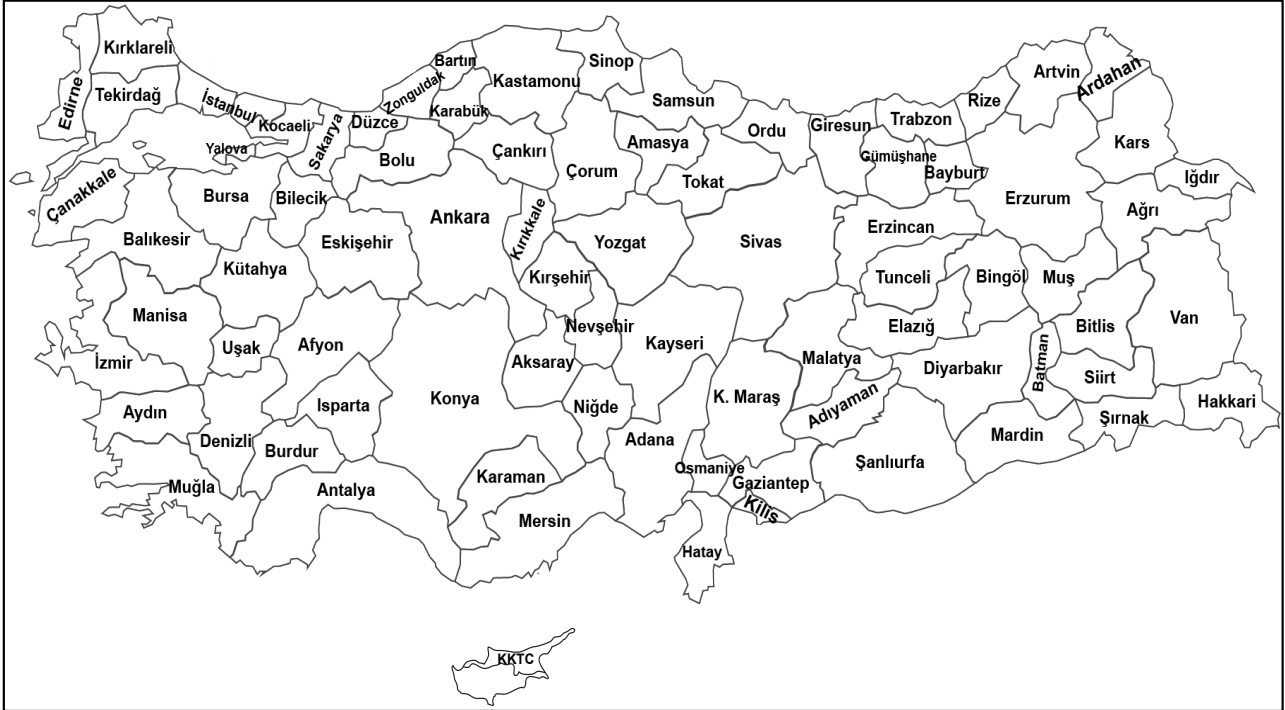 Kırklareli
Edirne
Tekirdağ
İstanbul
Kocaeli
Yalova
Sakarya
Düzce
Zonguldak
Bartın
Karabük
Kastamonu
Sinop
Samsun
Ordu
Giresun
Trabzon
Rize
Artvin
Ardahan
Kars
Iğdır
Ağrı
Erzurum
Bayburt
Gümüşhane
Erzincan
Sivas
Tokat
Amasya
Çorum
Çankırı
Bolu
Ankara
Kırıkkale
Yozgat
Kırşehir
Nevşehir
Kayseri
Aksaray
Niğde
Konya
Eskişehir
Bilecik
Bursa
Çanakkale
Balıkesir
Kütahya
Manisa
İzmir
Uşak
Afyon
Aydın
Denizli
Isparta
Burdur
Muğla
Antalya
Karaman
Mersin
Adana
Osmaniye
Hatay
Kilis
Gaziantep
K. Maraş
Malatya
Adıyaman
Şanlıurfa
Elazığ
Tunceli
Bingöl
Muş
Bitlis
Van
Diyarbakır
Batman
Siirt
Mardin
Şırnak
Hakkari
KKTC